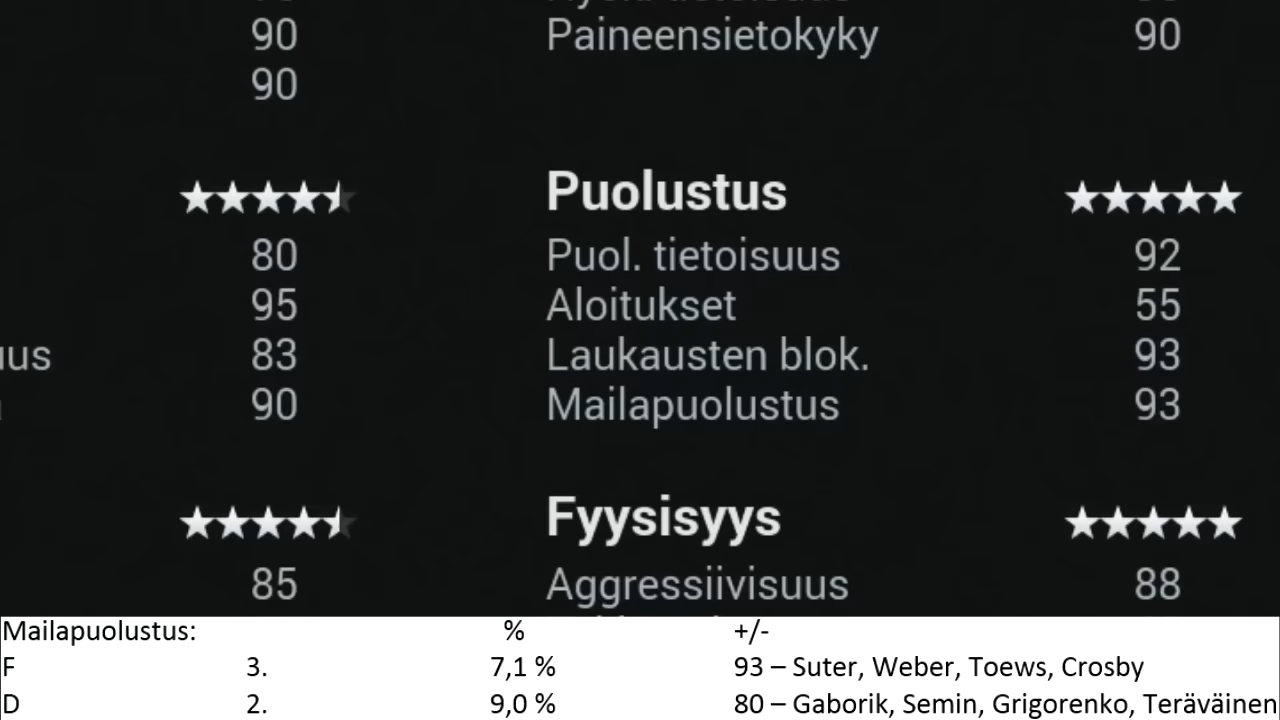 90 Paineensietokyky 90
90
Puolustus
80 Puol. tietoisuus 92
95 Aloitukset 55
uus 83 Laukausten blok. 93
90 Mailapuolustus 93
Fyysisyys
85 Aggressiivisuus 88
Mailapuolustus: % +/-
F 3. 7,1 % 93 – Suter, Weber, Toews, Crosby
D 2. 9,0 % 80 – Gaborik, Semin, Grigorenko, Teräväinen